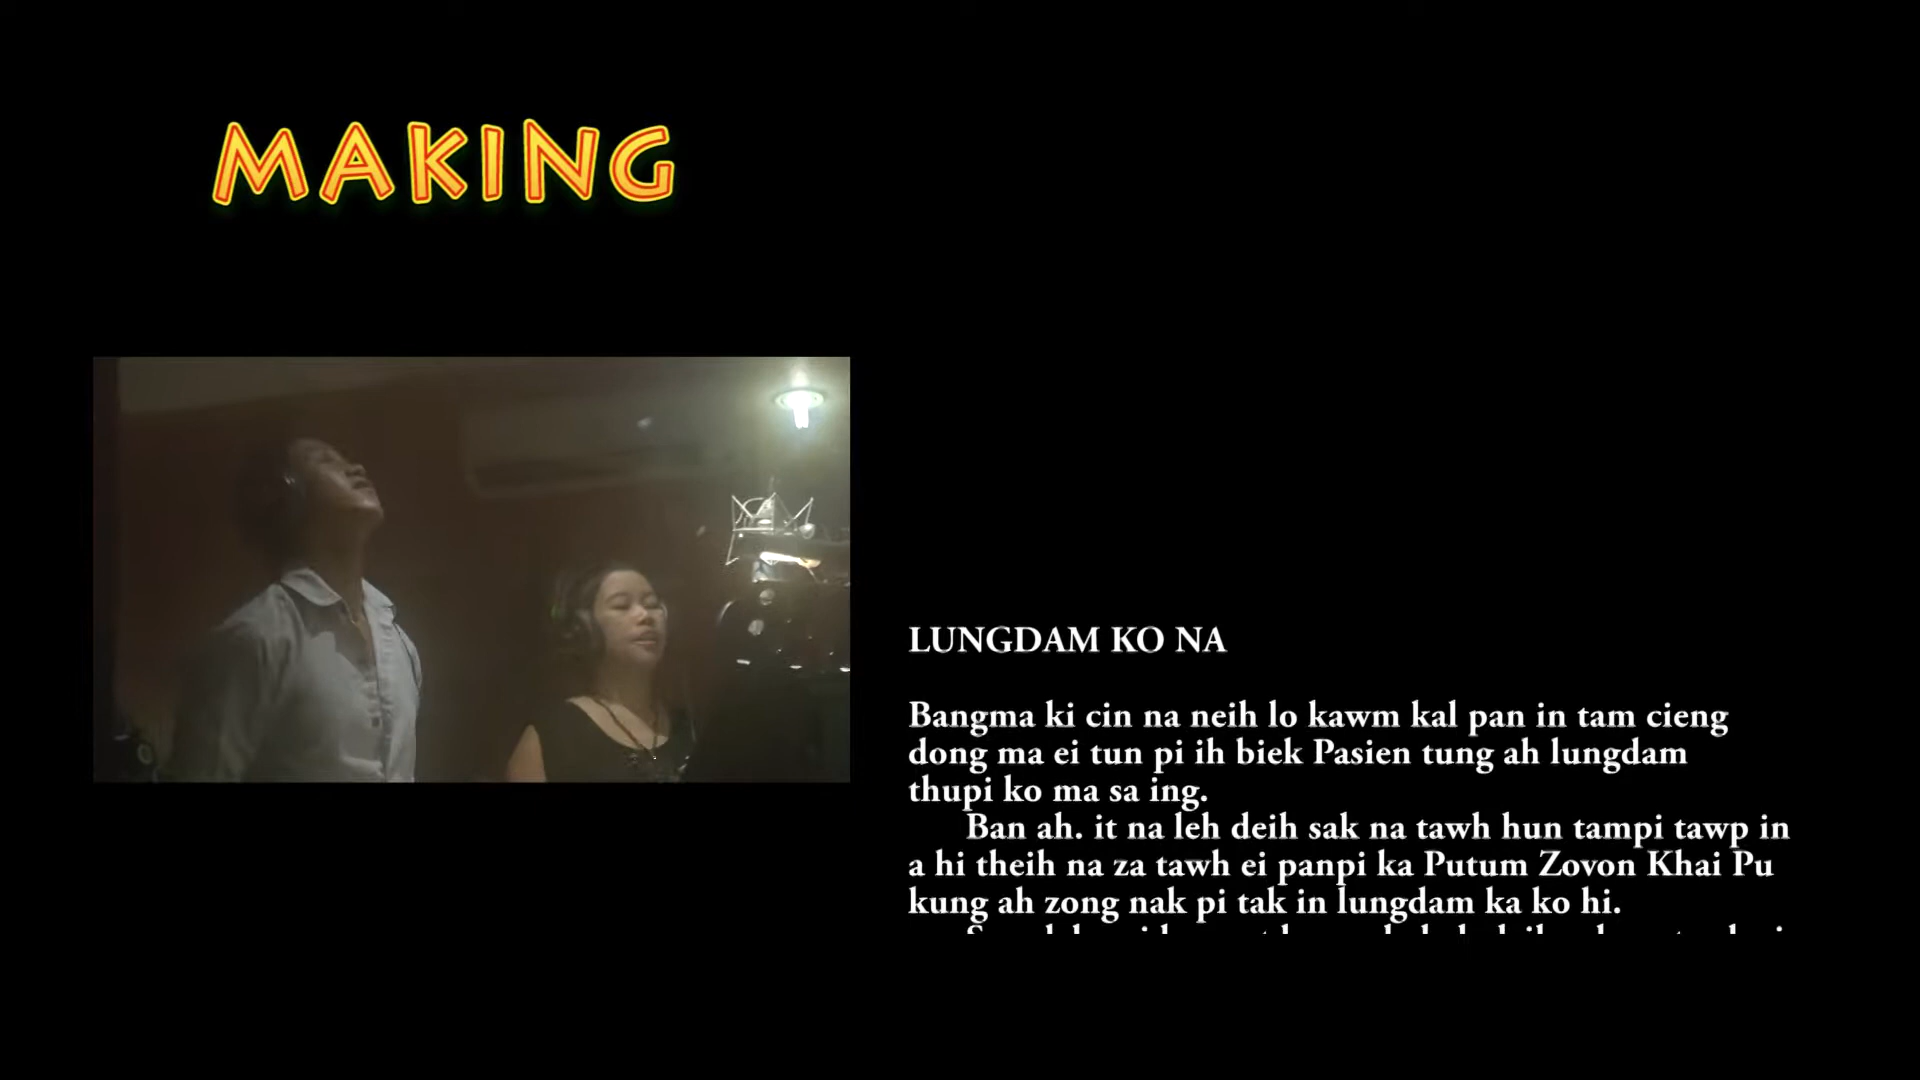 MAKING
LUNGDAM KO NA
Bangma ki cin na neih lo kawm kal pan in tam cieng
dong ma ei tun pi ih biek Pasien tung ah lungdam
thupi ko ma sa ing.
Ban ah. it na leh deih sak na tawh hun tampi tawp in
a hi theih na za tawh ei panpi ka Putum Zovon Khai Pu
kung ah zong nak pi tak in lungdam ka ko hi.